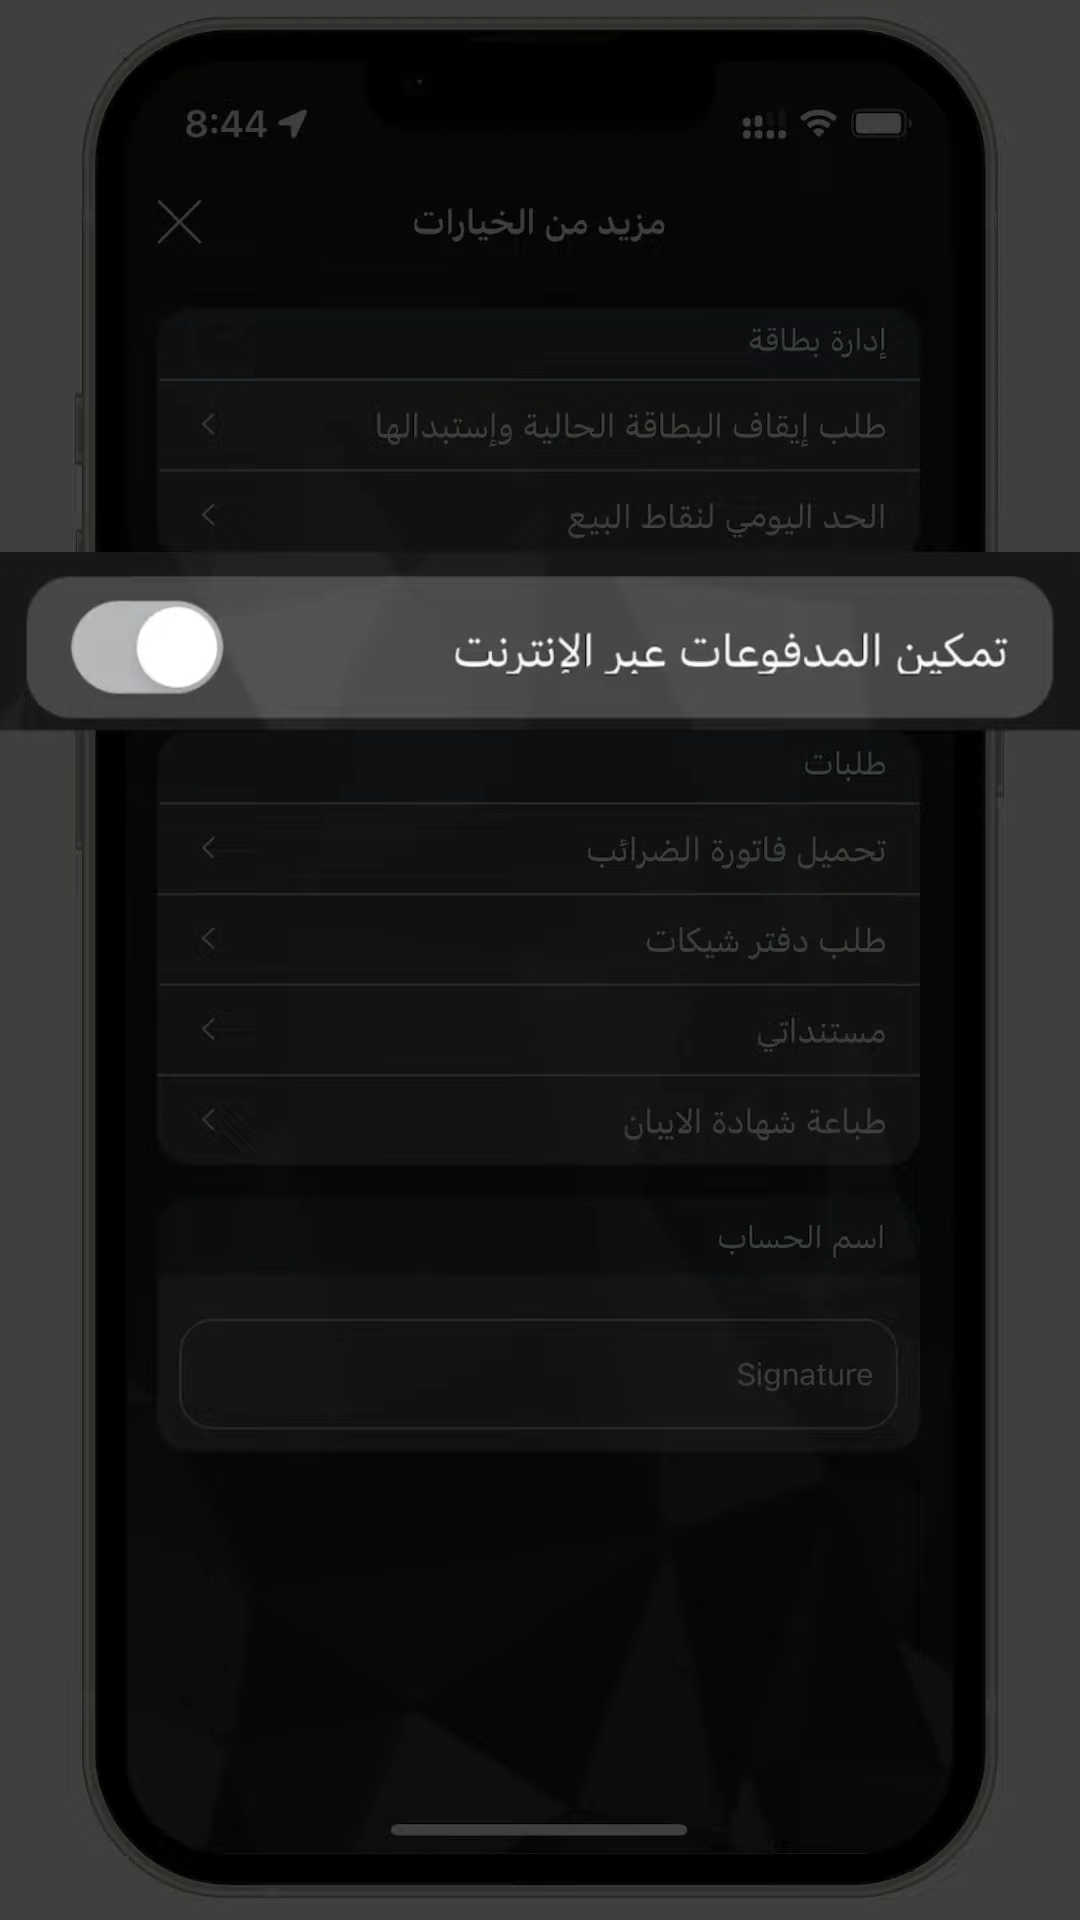 8:44
مزيد من الخيارات
إدارة بطاقة
طلب إيقاف البطاقة الحالية وإستبدالها
الحد اليومي لنقاط البيع
تمكين المدفوعات عبر الإنترنت
طلبات
تحميل فاتورة الضرائب
طلب دفتر شيكات
مستنداتي
طباعة شهادة الايبان
اسم الحساب
Signature